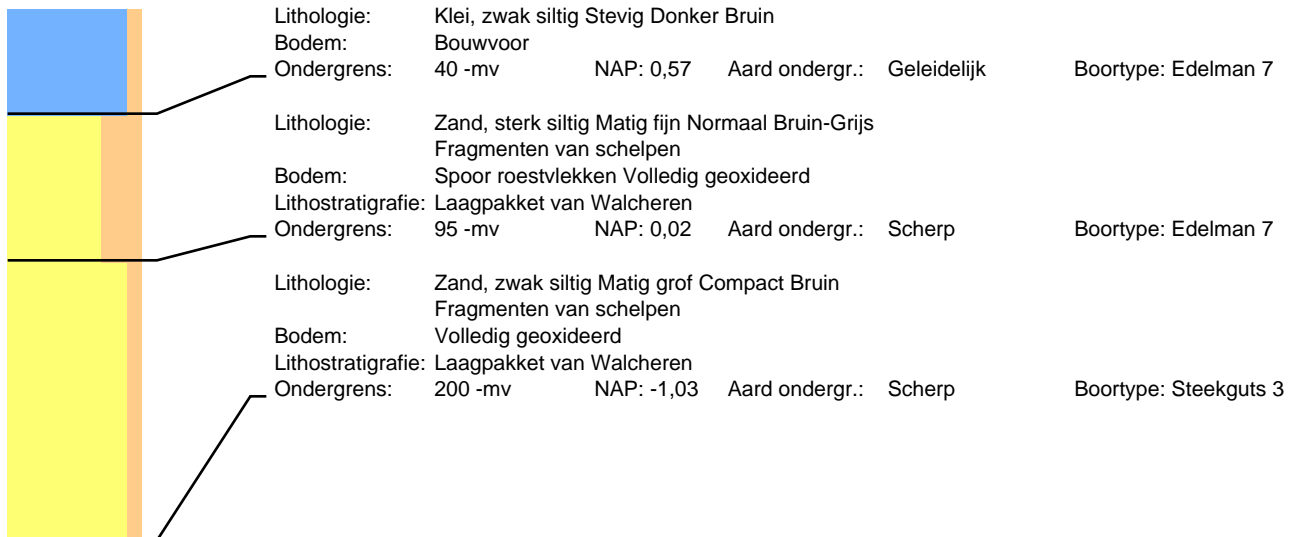 Lithologie: Klei, zwak siltig Stevig Donker Bruin
Bodem: Bouwvoor
Ondergrens: 40 -mv NAP: 0,57 Aard ondergr.: Geleidelijk Boortype: Edelman 7
Lithologie: Zand, sterk siltig Matig fijn Normaal Bruin-Grijs
Fragmenten van schelpen
Bodem: Spoor roestvlekken Volledig geoxideerd
Lithostratigrafie: Laagpakket van Walcheren
Ondergrens: 95 -mv NAP: 0,02 Aard ondergr.: Scherp Boortype: Edelman 7
Lithologie: Zand, zwak siltig Matig grof Compact Bruin
Fragmenten van schelpen
Bodem: Volledig geoxideerd
Lithostratigrafie: Laagpakket van Walcheren
Ondergrens: 200 -mv NAP: -1,03 Aard ondergr.: Scherp Boortype: Steekguts 3